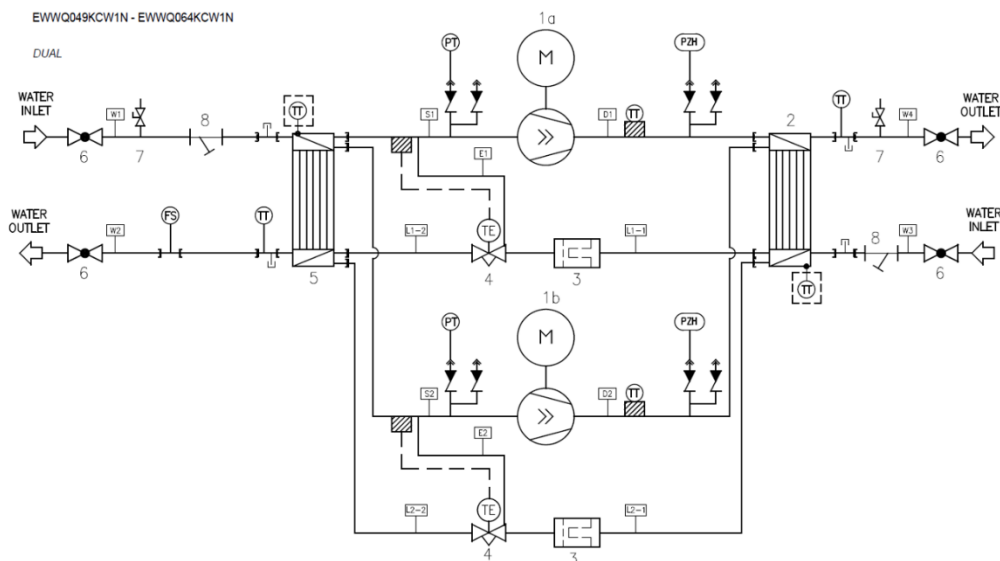 EWWQ049KCW1N - EWWQ064KCW1N
DUAL
1a
PT
M
PZH
WATER
INLET
W1
8
TT
S1
D1
TT
2
TT
W4
WATER
OUTLET
6
7
E1
7
6
WATER
OUTLET
W2
FS
TT
L1-2
TE
L1-1
8
W3
WATER
INLET
6
5
4
3
6
TT
1b
PT
M
PZH
S2
D2
TT
E2
L2-2
TE
L2-1
4
3